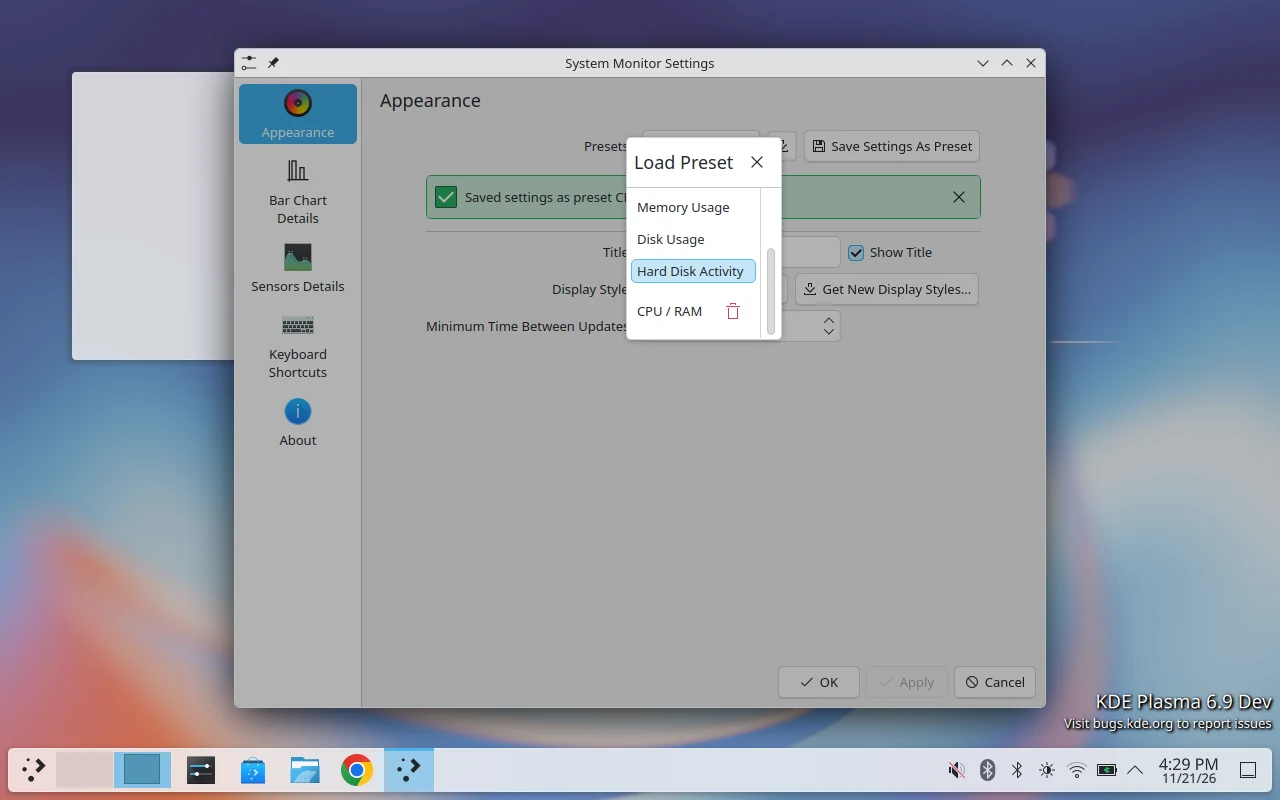 System Monitor Settings
Appearance
Bar Chart
Details
Sensors Details
Keyboard
Shortcuts
About
Appearance
Presets
Save Settings As Preset
Saved settings as preset
Title
Show Title
Display Style
Get New Display Styles...
Minimum Time Between Updates
Load Preset
Memory Usage
Disk Usage
Hard Disk Activity
CPU / RAM
OK
Apply
Cancel
KDE Plasma 6.9 Dev
Visit bugs.kde.org to report issues
4:29 PM
11/21/26